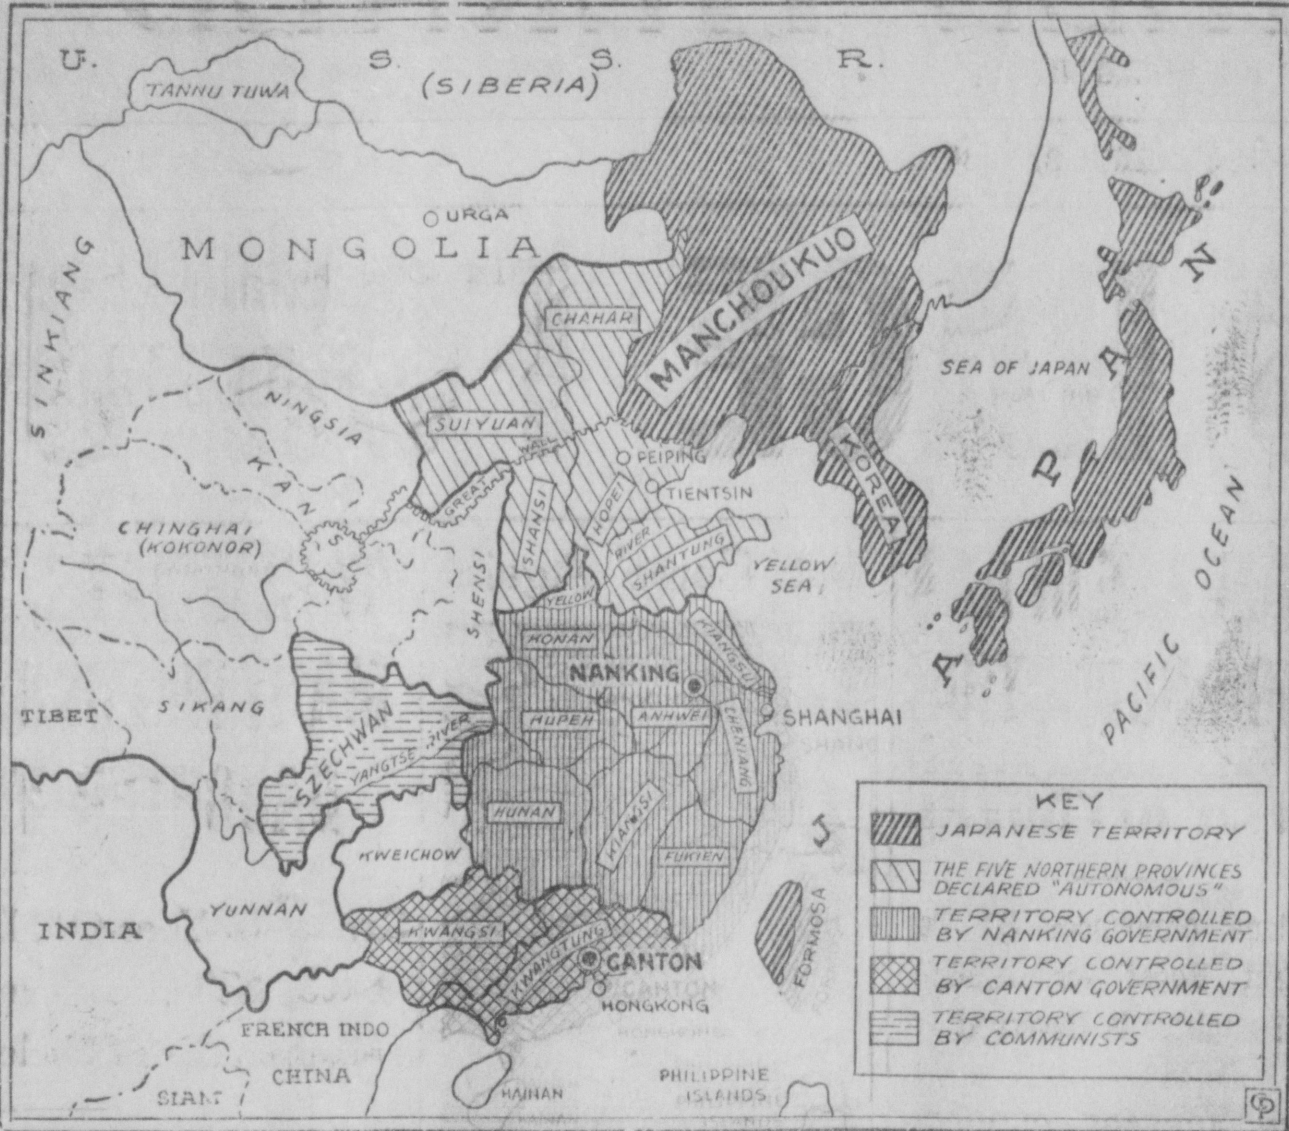 U. S. S. R.
(SIBERIA)
TANNU TUWA
URGA
MONGOLIA
SINKIANG
MANCHOUKUO
CHAHAR
SUIYUAN
NINGSIA
KANS
GREAT WALL
PEIPING
TIENTSIN
HOPEI
SHANSI
RIVER
SHANTUNG
YELLOW
KOREA
SEA OF JAPAN
JAPAN
PACIFIC OCEAN
YELLOW
SEA
CHINGHAI
(KOKONOR)
SHENSI
HONAN
KIANGSU
NANKING
HUPEH
ANHWEI
CHEKIANG
SHANGHAI
TIBET
SIKANG
SZECHWAN
YANGTSE RIVER
HUNAN
KIANGSI
FUKIEN
KWEICHOW
YUNNAN
INDIA
KWANGSI
KWANGTUNG
CANTON
HONGKONG
FORMOSA
FRENCH INDO
CHINA
SIAM
HAINAN
PHILIPPINE
ISLANDS
KEY
JAPANESE TERRITORY
THE FIVE NORTHERN PROVINCES
DECLARED "AUTONOMOUS"
TERRITORY CONTROLLED
BY NANKING GOVERNMENT
TERRITORY CONTROLLED
BY CANTON GOVERNMENT
TERRITORY CONTROLLED
BY COMMUNISTS